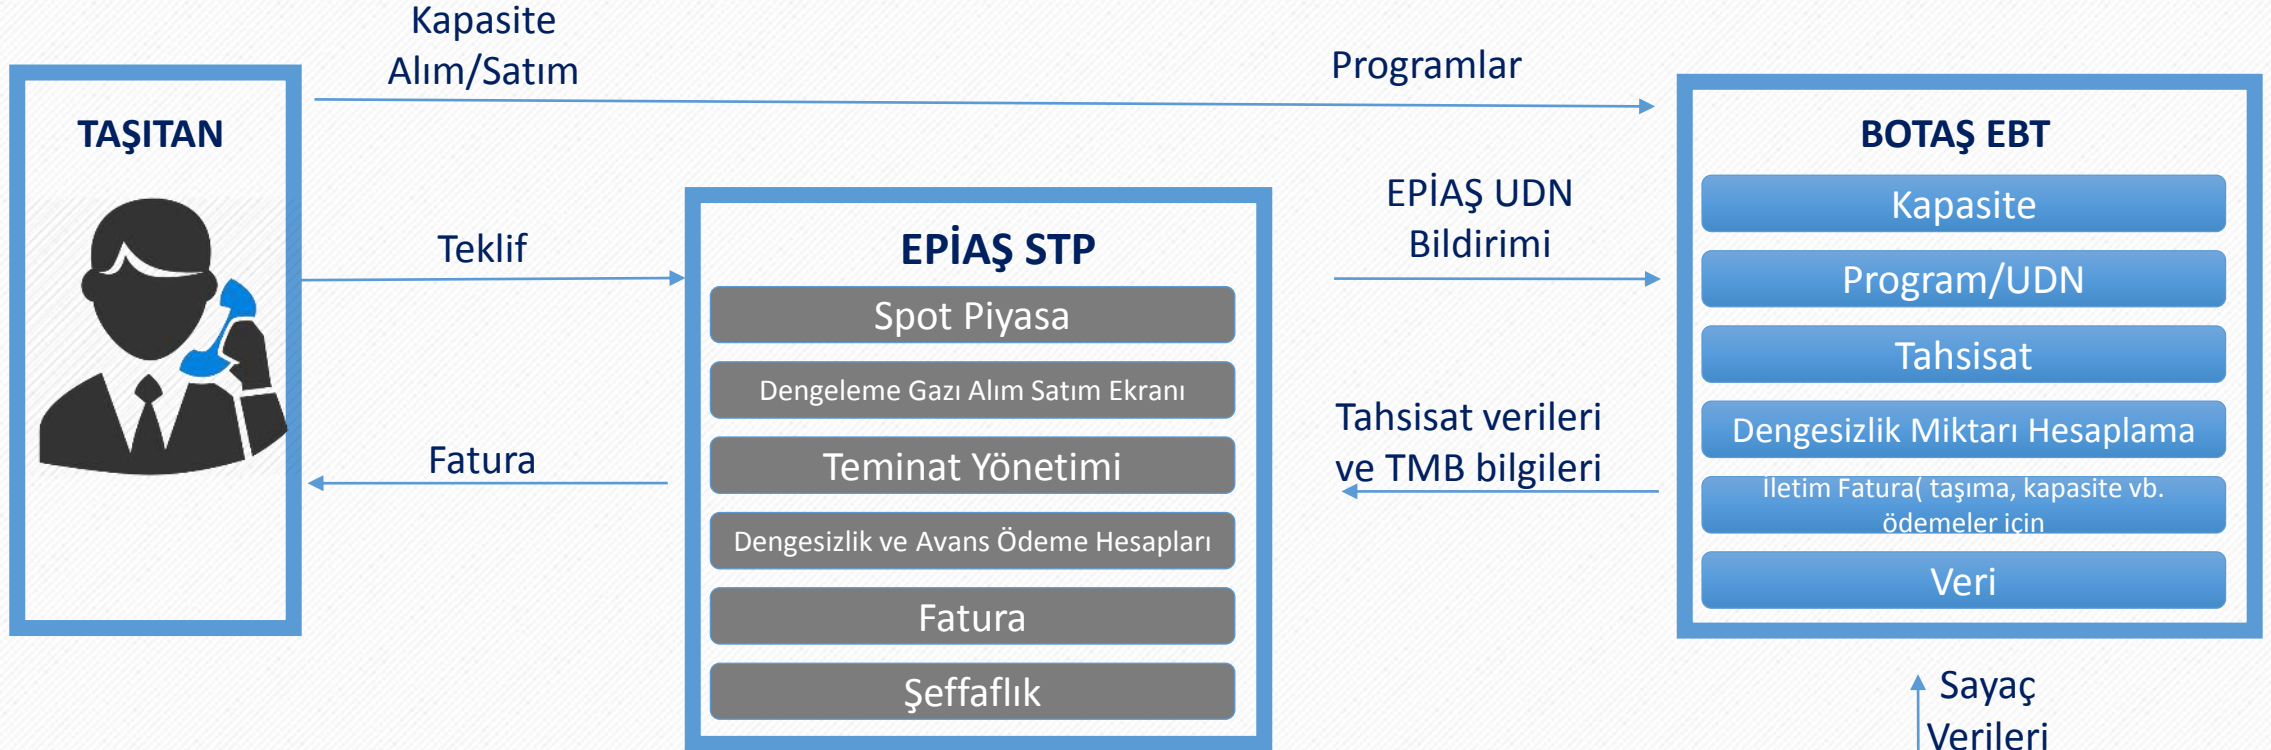 Kapasite
Alım/Satım
Programlar
TAŞITAN
Teklif
Fatura
EPİAŞ STP
Spot Piyasa
Dengeleme Gazı Alım Satım Ekranı
Teminat Yönetimi
Dengesizlik ve Avans Ödeme Hesapları
Fatura
Şeffaflık
EPİAŞ UDN
Bildirimi
Tahsisat verileri
ve TMB bilgileri
BOTAŞ EBT
Kapasite
Program/UDN
Tahsisat
Dengesizlik Miktarı Hesaplama
İletim Fatura( taşıma, kapasite vb.
ödemeler için
Veri
Sayaç
Verileri